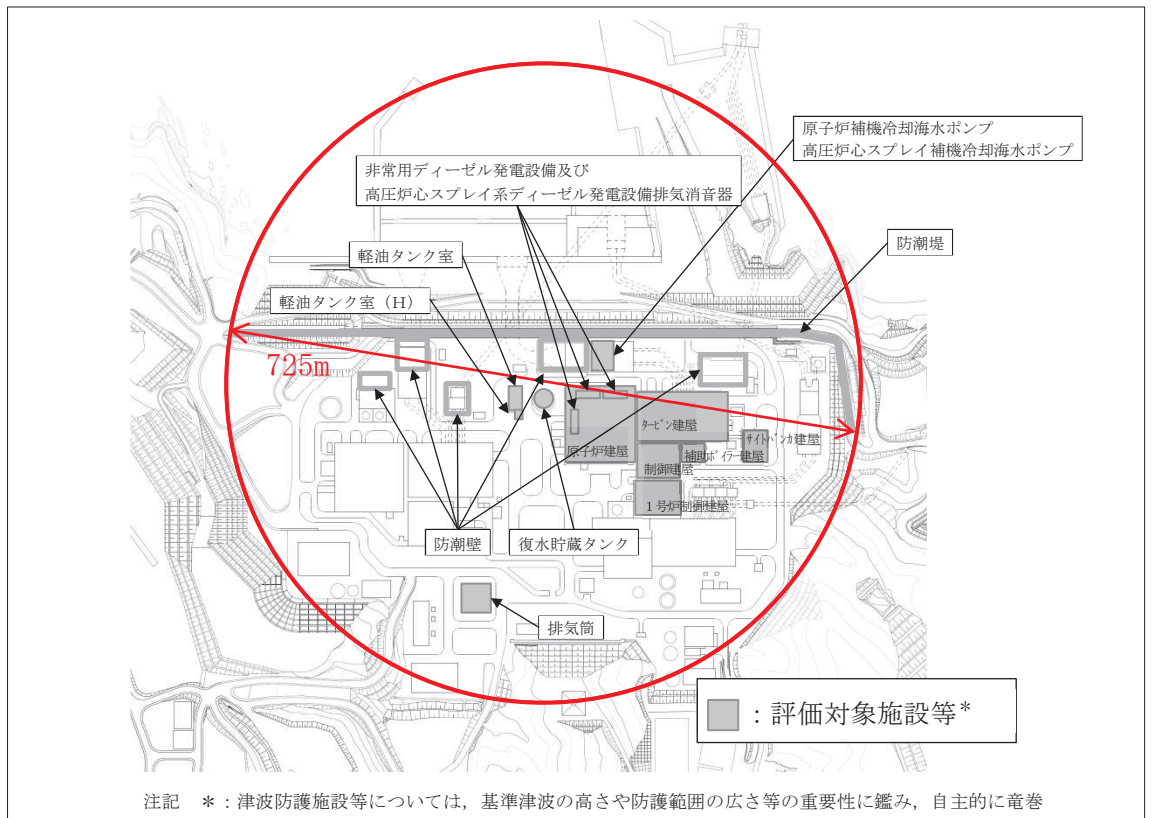 原子炉補機冷却海水ポンプ
高圧炉心スプレイ補機冷却海水ポンプ
非常用ディーゼル発電設備及び
高圧炉心スプレイ系ディーゼル発電設備排気消音器
防潮堤
軽油タンク室
軽油タンク室(H)
725m
タービン建屋
サイトバンカ建屋
補助ボイラー建屋
原子炉建屋
制御建屋
1号炉制御建屋
防潮壁
復水貯蔵タンク
排気筒
:評価対象施設等*
注記 *:津波防護施設等については,基準津波の高さや防護範囲の広さ等の重要性に鑑み,自主的に竜巻